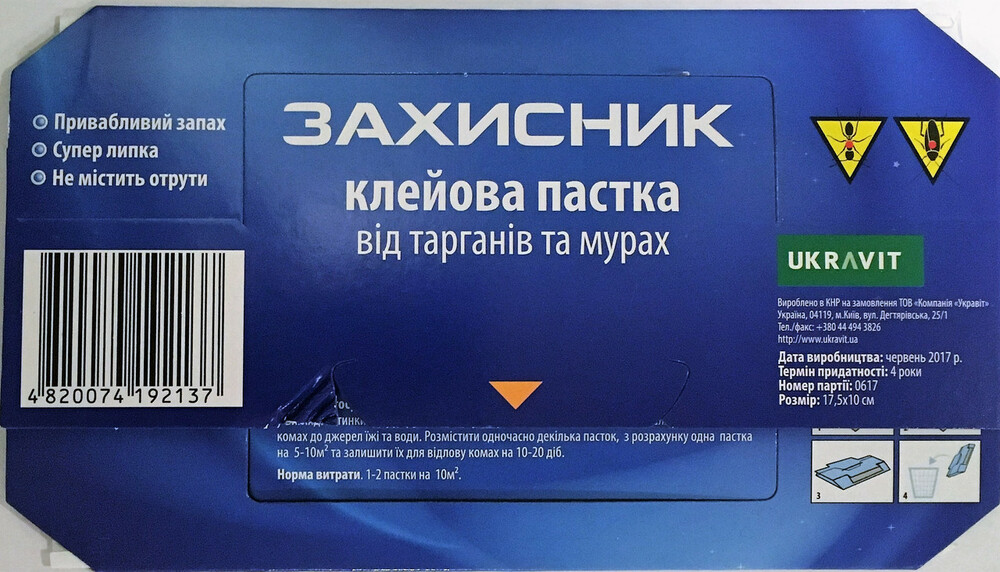 Привабливий запах
Супер липка
Не містить отрути
ЗАХИСНИК
клейова пастка
від тарганів та мурах
UKRAVIT
Вироблено в КНР на замовлення ТОВ «Компанія «Укравіт»
Україна, 04119, м.Київ, вул. Дегтярівська, 25/1
Тел./факс: +380 44 494 3826
http://www.ukravit.ua
Дата виробництва: червень 2017 р.
Термін придатності: 4 роки
Номер партії: 0617
Розмір: 17,5х10 см
4 820074 192137
комах до джерел їжі та води. Розмістити одночасно декілька пасток, з розрахунку одна пастка
на 5-10м² та залишити їх для відлову комах на 10-20 діб.
Норма витрати. 1-2 пастки на 10м².
3
4